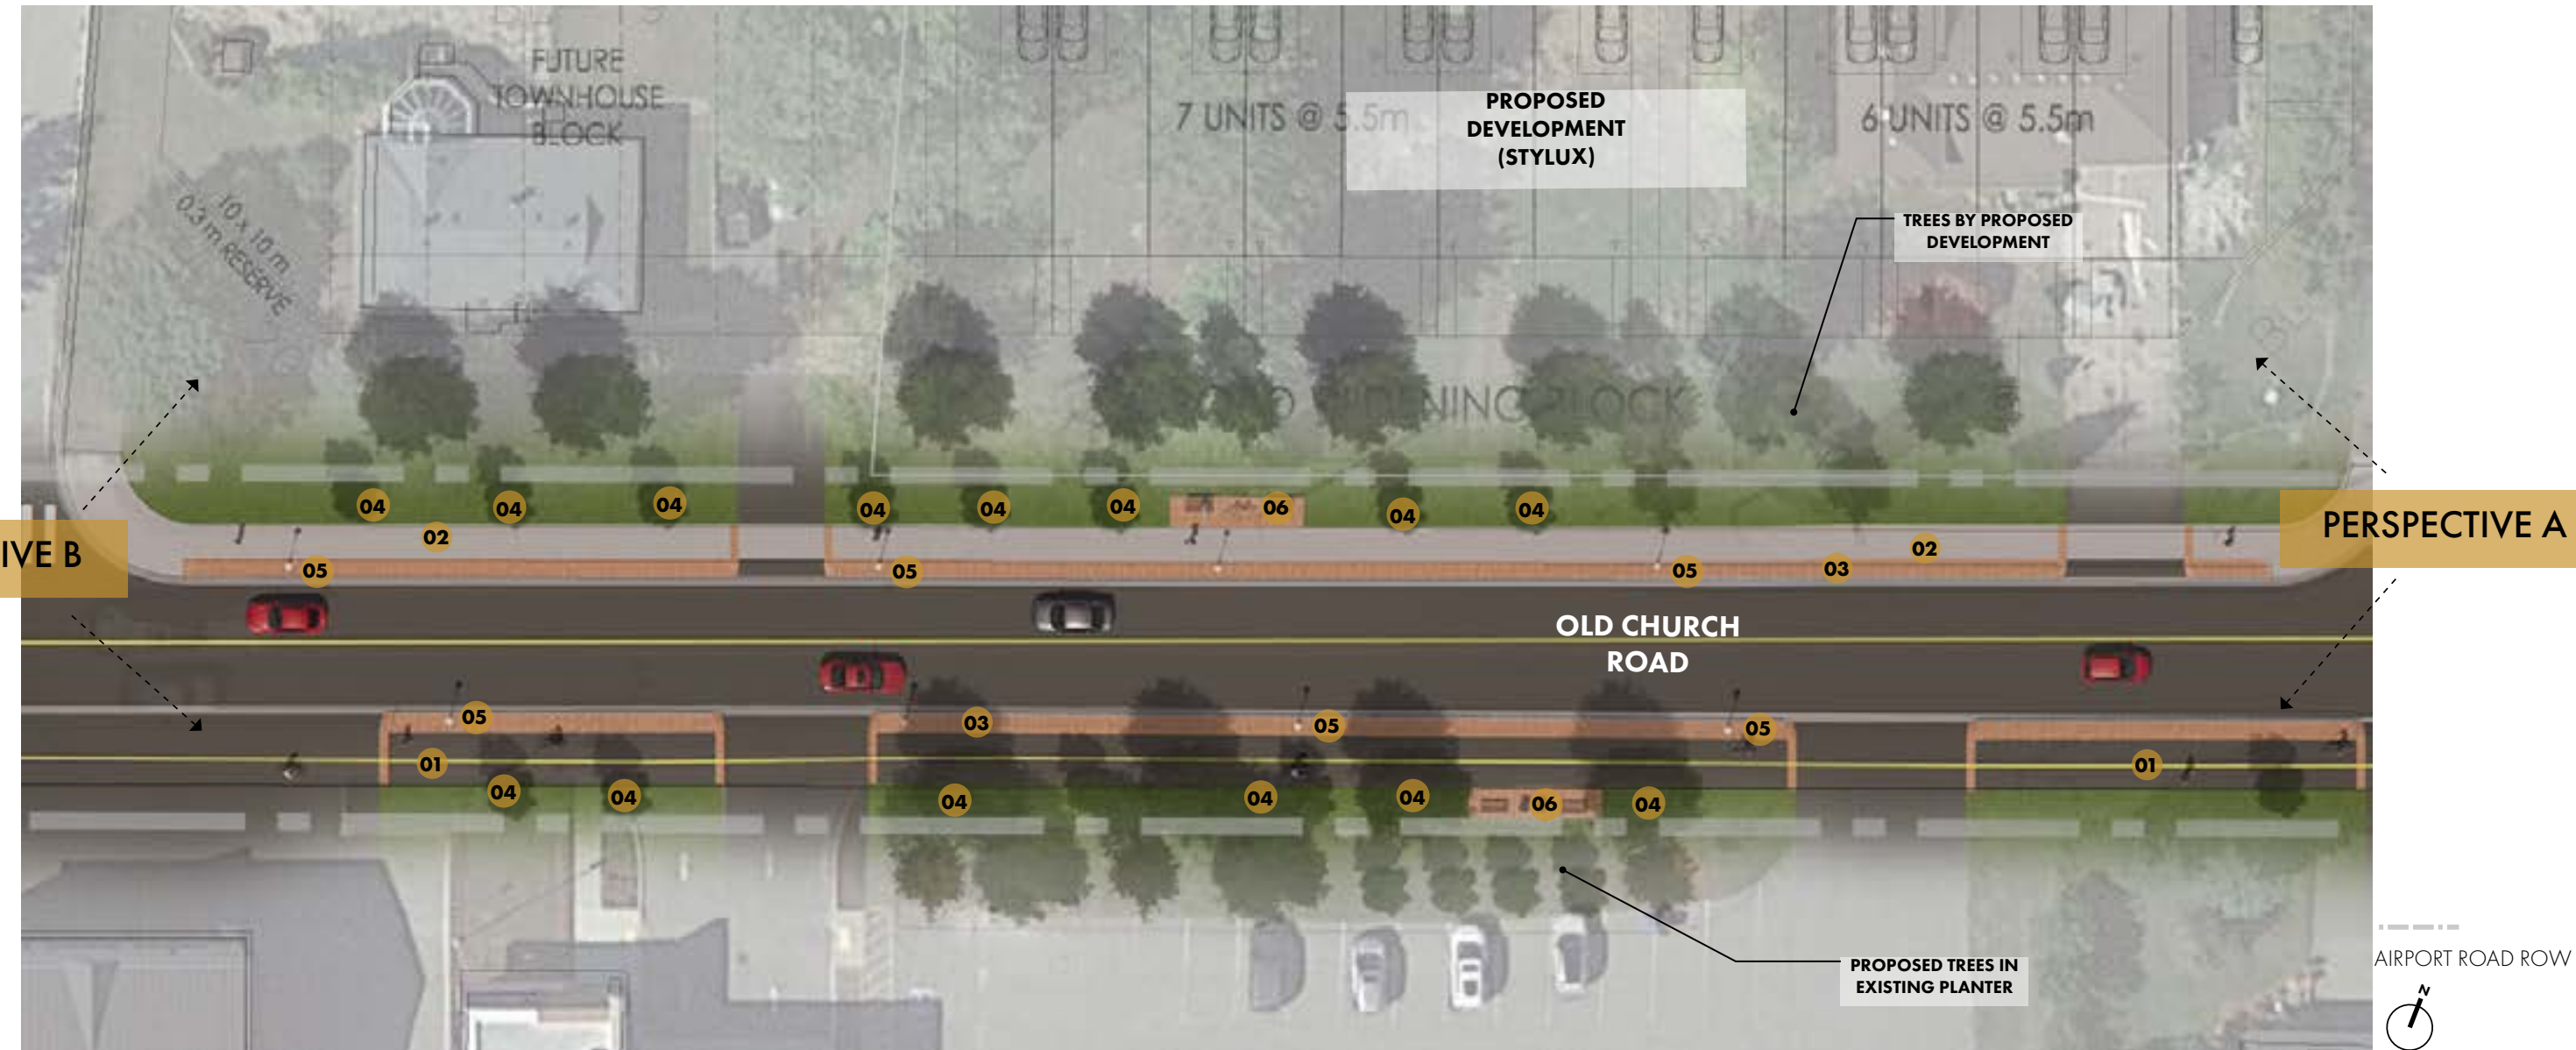 FUTURE
TOWNHOUSE
BLOCK
10 x 10 m
0.3 m RESERVE
7 UNITS @ 5.5m
PROPOSED
DEVELOPMENT
(STYLUX)
6 UNITS @ 5.5m
TREES BY PROPOSED
DEVELOPMENT
WIDENING BLOCK
04
04
04
04
04
04
06
04
04
02
02
05
05
05
03
IVE B
PERSPECTIVE A
OLD CHURCH
ROAD
05
03
05
05
01
01
04
04
04
04
04
06
04
PROPOSED TREES IN
EXISTING PLANTER
AIRPORT ROAD ROW
N